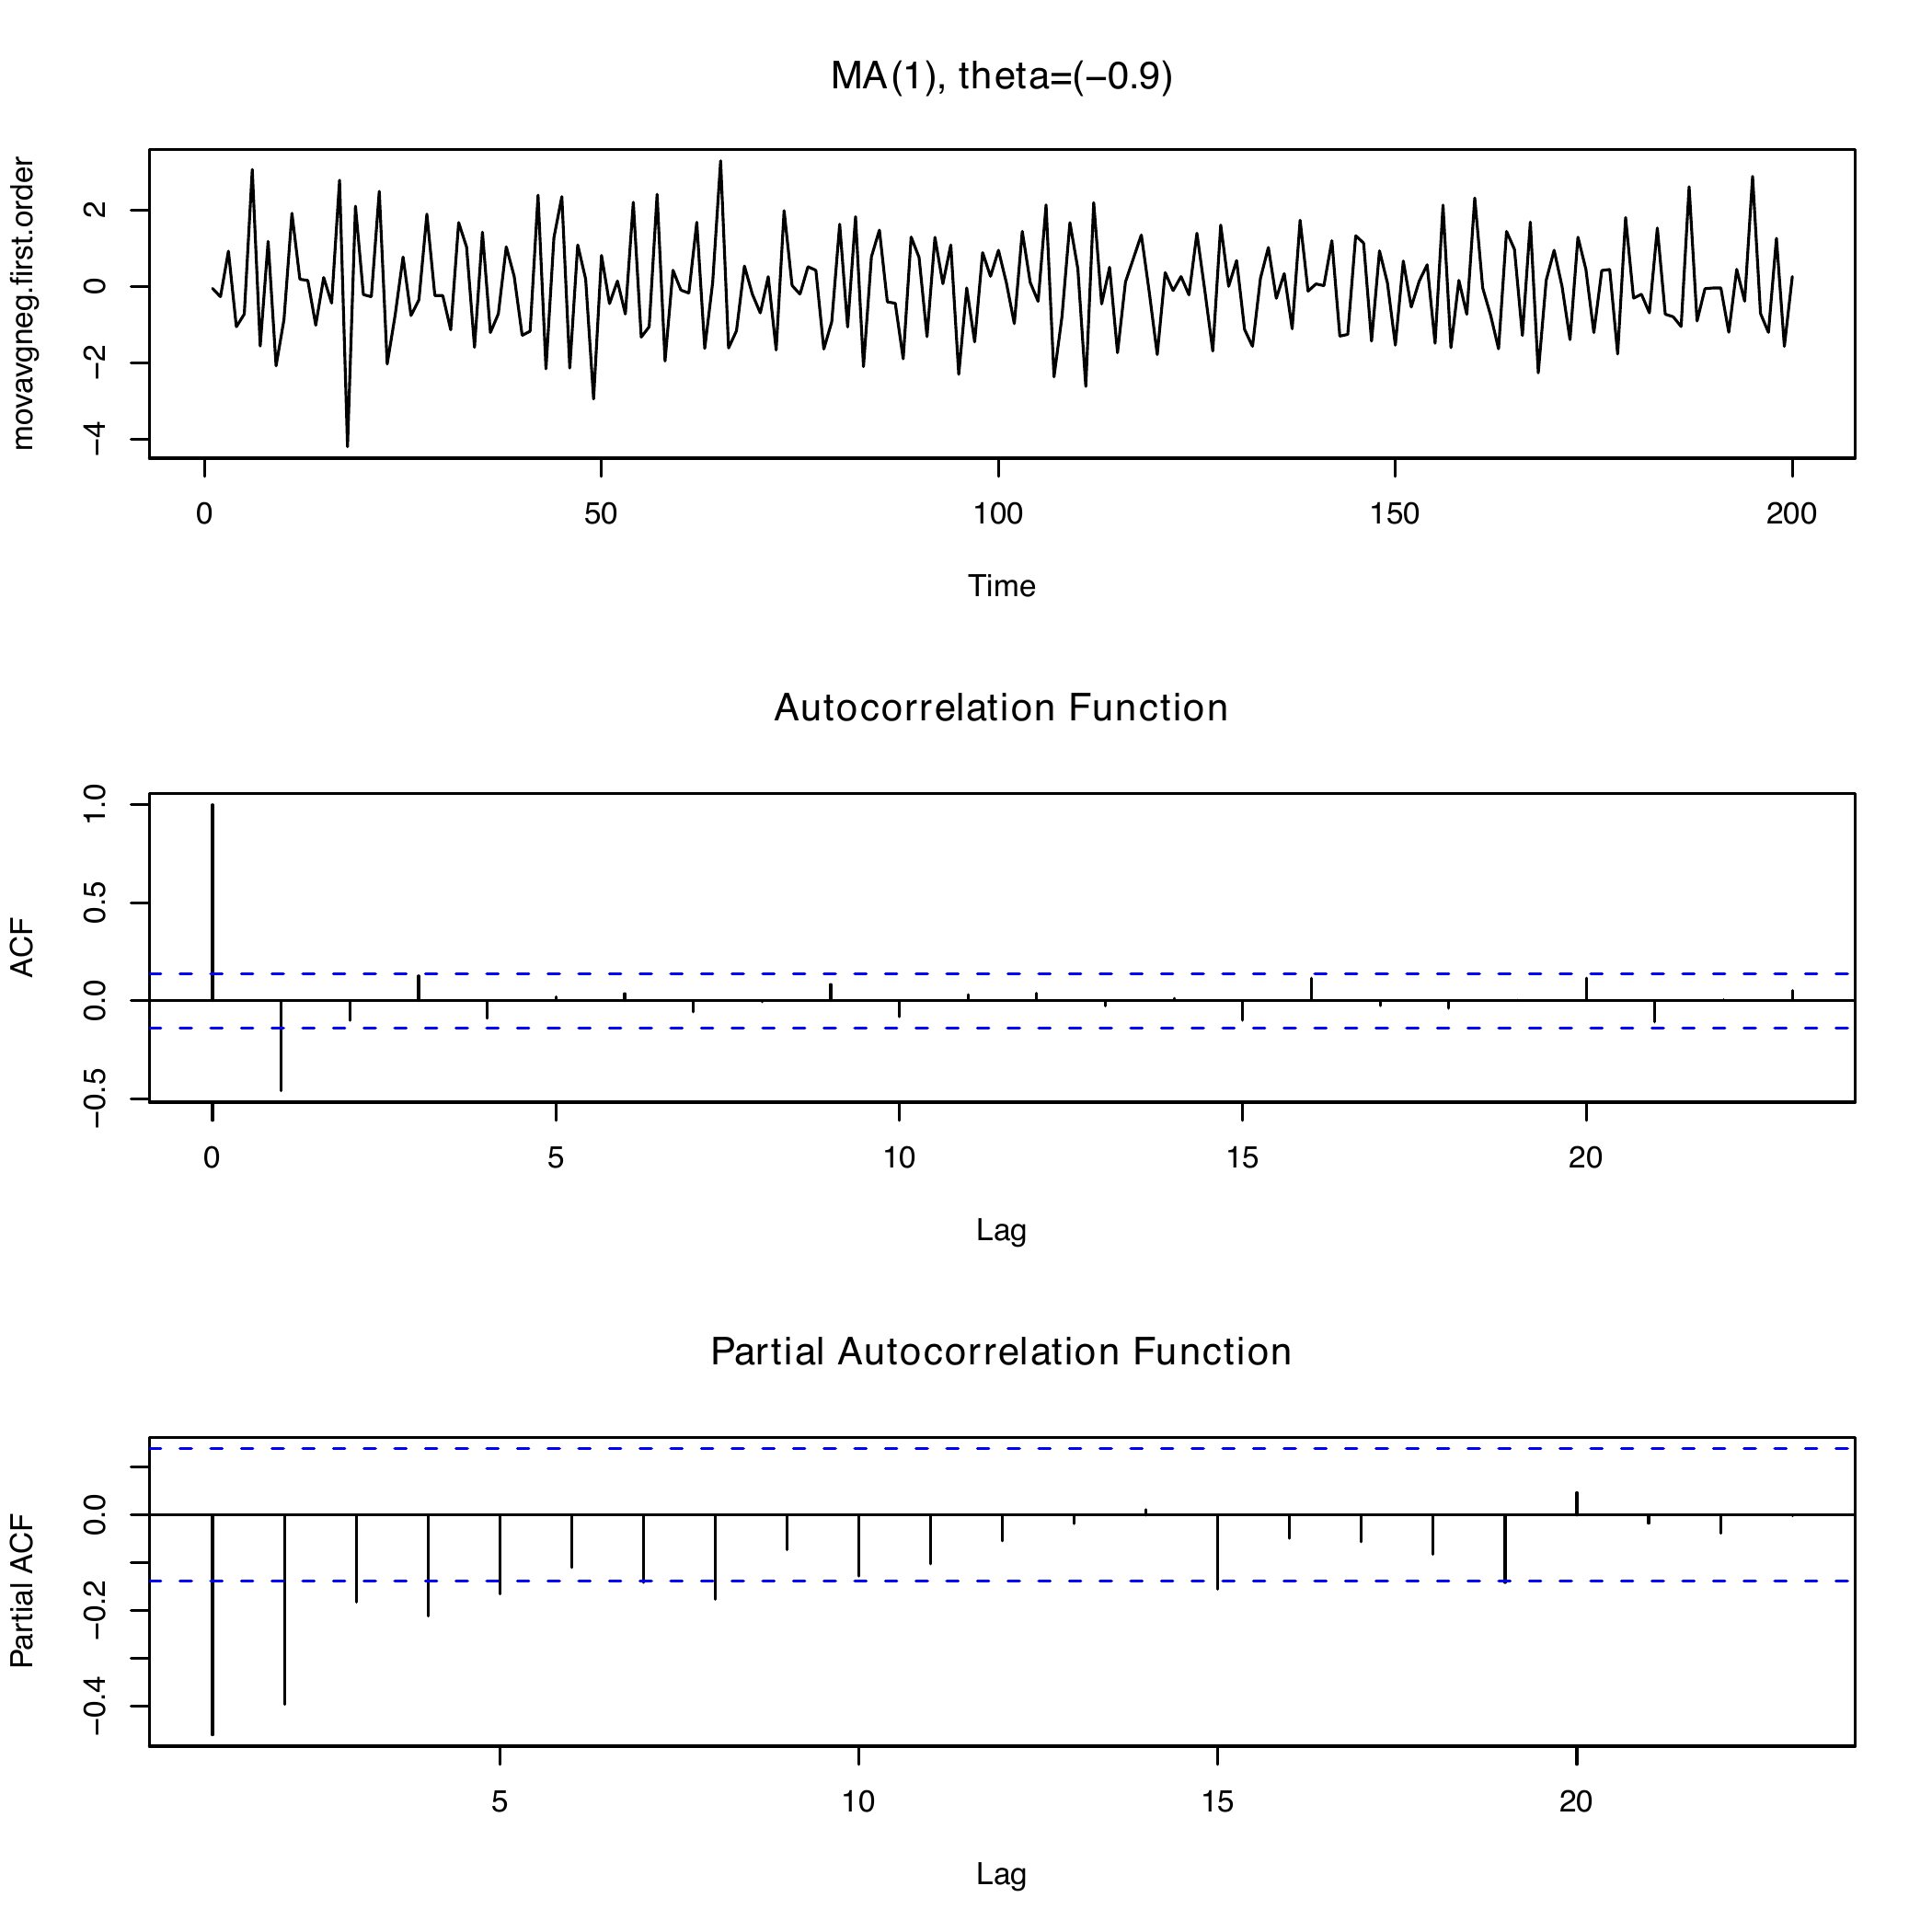 MA(1), theta=(−0.9)
movavgneg.first.order
2
0
−2
−4
0 50 100 150 200
Time
Autocorrelation Function
ACF
1.0
0.5
0.0
−0.5
0 5 10 15 20
Lag
Partial Autocorrelation Function
Partial ACF
0.0
−0.2
−0.4
5 10 15 20
Lag